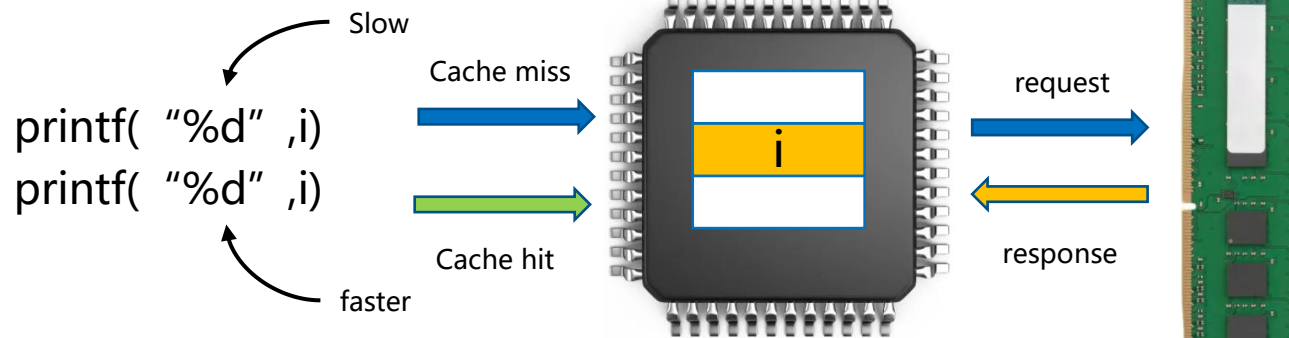 Slow
Cache miss
request
printf( “%d” ,i)
i
printf( “%d” ,i)
Cache hit
response
faster